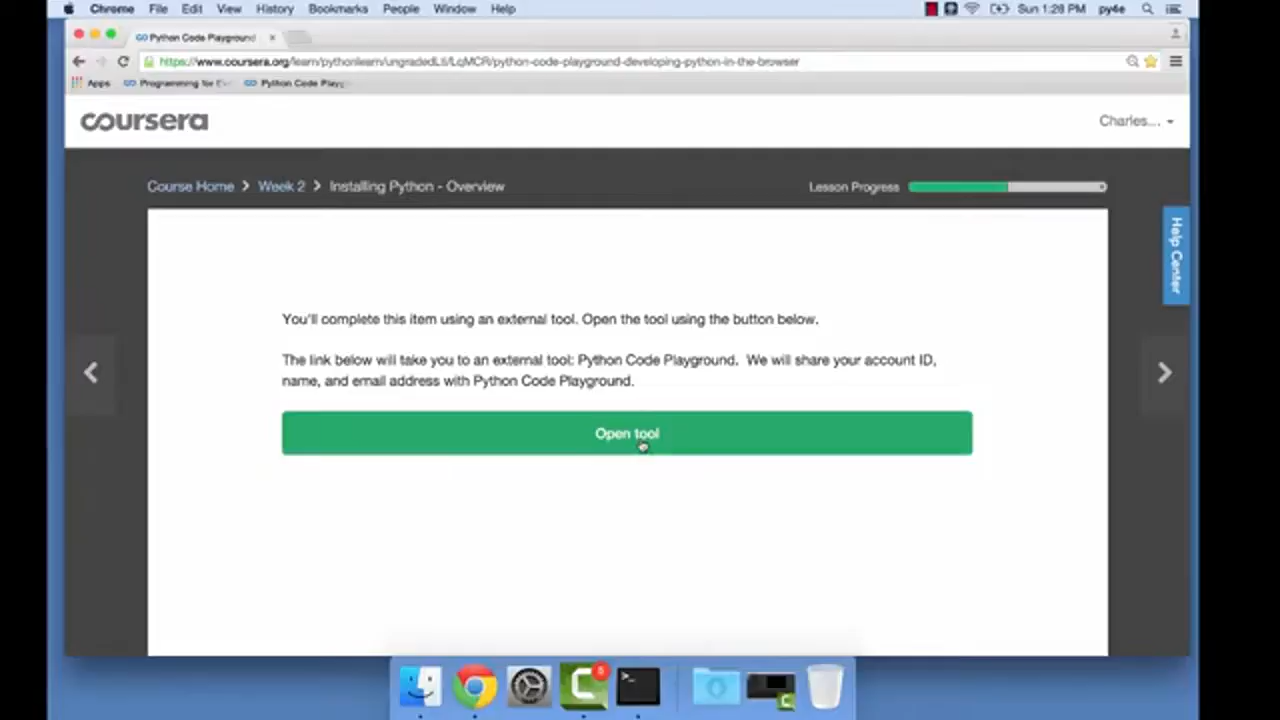 Chrome File Edit View History Bookmarks People Window Help Sun 1:28 PM py4e
Python Code Playground
https://www.coursera.org/learn/pythonlearn/ungradedLti/LqMCR/python-code-playground-developing-python-in-the-browser
Apps Programming for Ev Python Code Playg
coursera Charles...
Course Home > Week 2 > Installing Python - Overview Lesson Progress
Help Center
You'll complete this item using an external tool. Open the tool using the button below.
The link below will take you to an external tool: Python Code Playground. We will share your account ID,
name, and email address with Python Code Playground.
Open tool